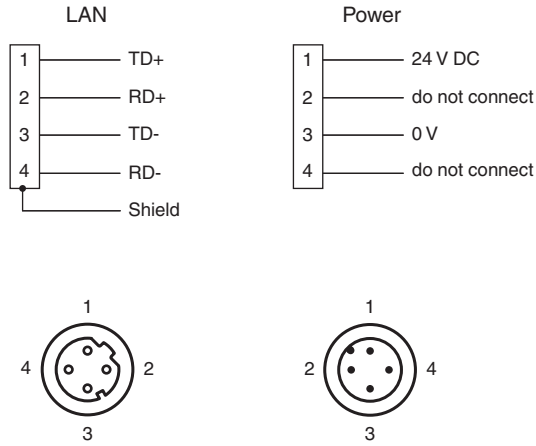 LAN
1 TD+
2 RD+
3 TD-
4 RD-
Shield
Power
1 24 V DC
2 do not connect
3 0 V
4 do not connect
1
4 2
3
1
2 4
3